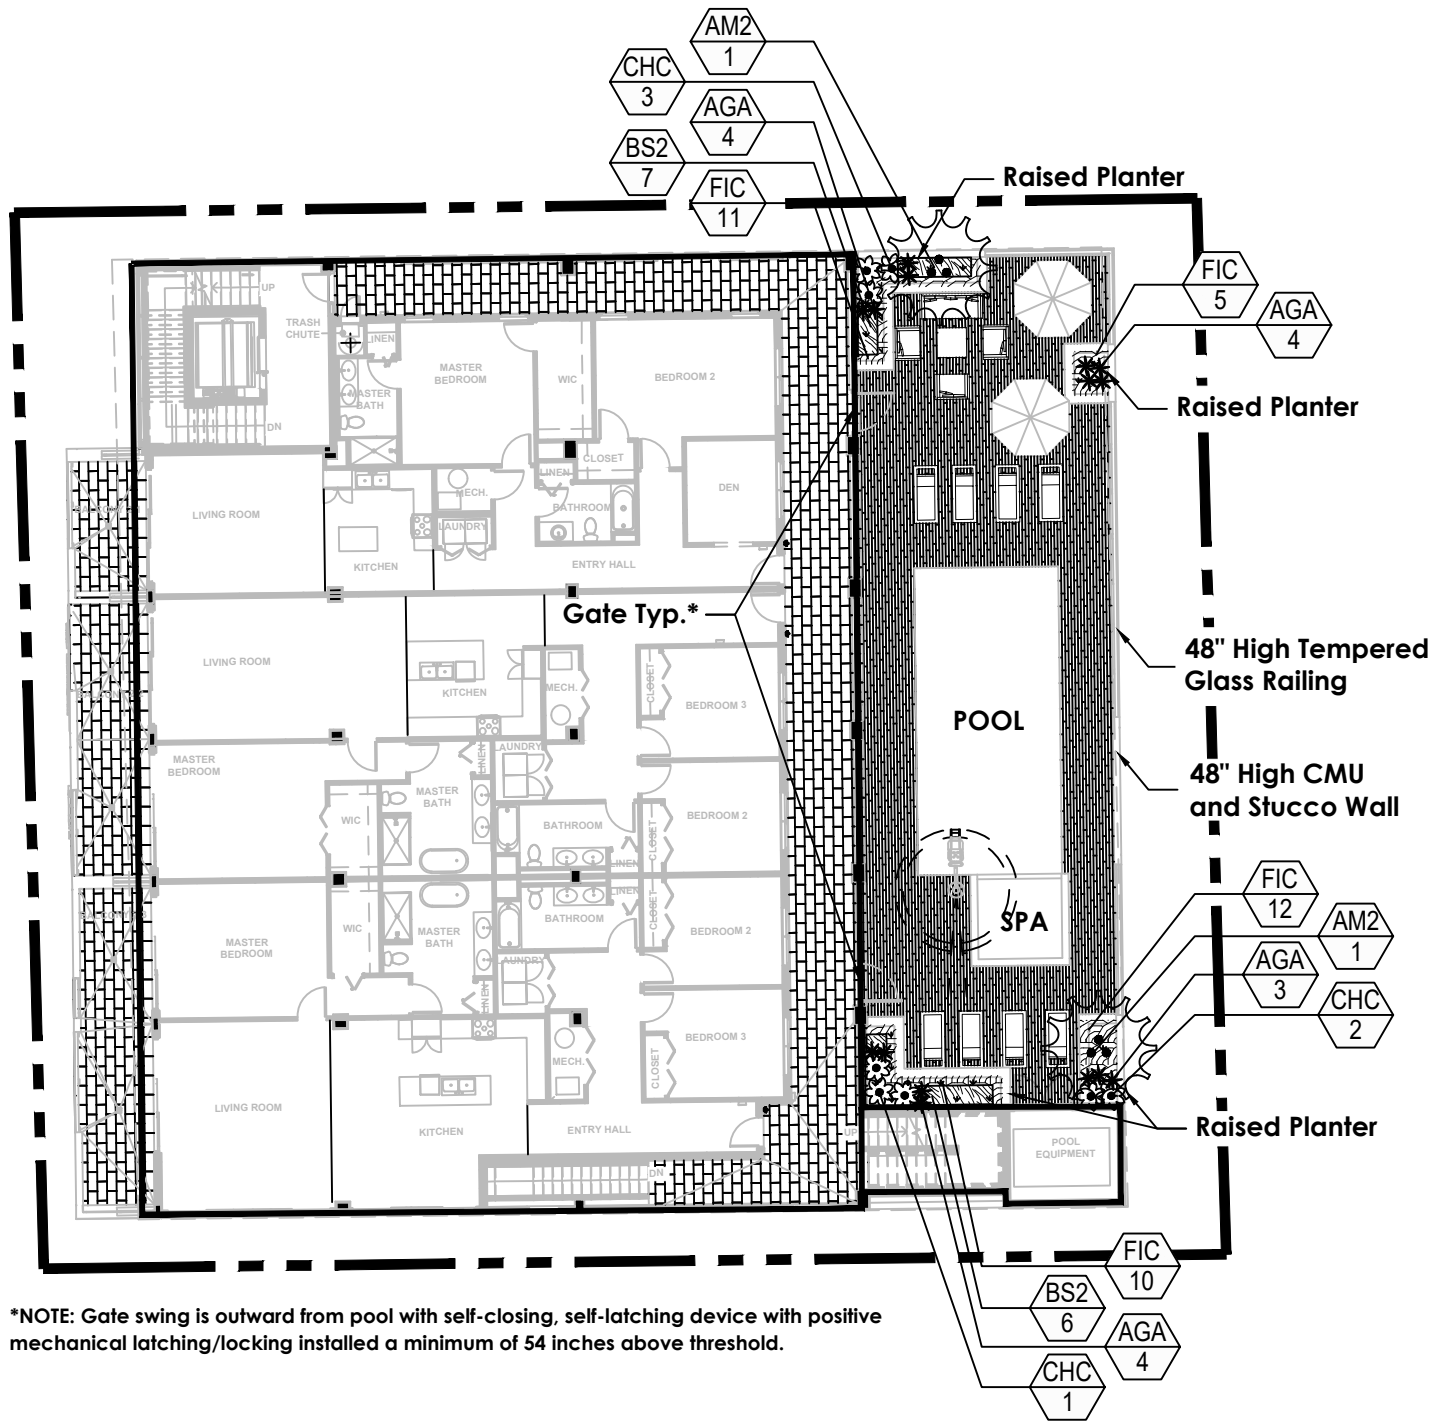 AM2
1
CHC
3
AGA
4
BS2
7
FIC
11
Raised Planter
FIC
5
AGA
4
Raised Planter
UP
TRASH
CHUTE
LINEN
MASTER
BEDROOM
WIC
BEDROOM 2
MASTER
BATH
DN
CLOSET
LINEN
MECH.
DEN
LIVING ROOM
BATHROOM
LAUNDRY
KITCHEN
ENTRY HALL
Gate Typ.*
48" High Tempered
Glass Railing
LIVING ROOM
KITCHEN
MECH.
CLOSET
BEDROOM 3
POOL
MASTER
BEDROOM
LINEN
LAUNDRY
48" High CMU
and Stucco Wall
MASTER
BATH
WIC
BATHROOM
BEDROOM 2
CLOSET
LINEN
FIC
12
LINEN
CLOSET
BATHROOM
SPA
AM2
1
MASTER
BEDROOM
WIC
MASTER
BATH
BEDROOM 2
AGA
3
LAUNDRY
LINEN
CHC
2
BEDROOM 3
MECH.
CLOSET
LIVING ROOM
KITCHEN
ENTRY HALL
UP
Raised Planter
POOL
EQUIPMENT
DN
FIC
10
BS2
6
AGA
4
CHC
1
*NOTE: Gate swing is outward from pool with self-closing, self-latching device with positive
mechanical latching/locking installed a minimum of 54 inches above threshold.